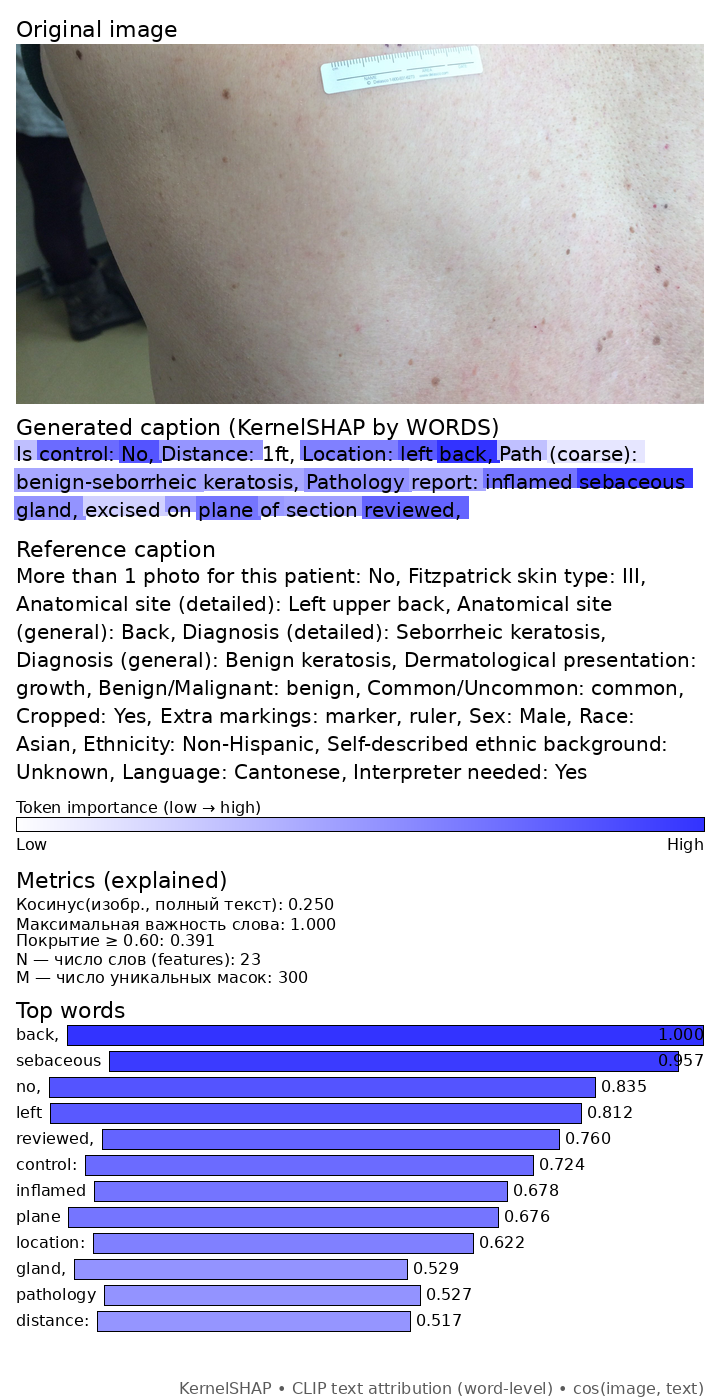 Original image
Generated caption (KernelSHAP by WORDS)
Is control: No, Distance: 1ft, Location: left back, Path (coarse):
benign-seborrheic keratosis, Pathology report: inflamed sebaceous
gland, excised on plane of section reviewed,
Reference caption
More than 1 photo for this patient: No, Fitzpatrick skin type: III,
Anatomical site (detailed): Left upper back, Anatomical site
(general): Back, Diagnosis (detailed): Seborrheic keratosis,
Diagnosis (general): Benign keratosis, Dermatological presentation:
growth, Benign/Malignant: benign, Common/Uncommon: common,
Cropped: Yes, Extra markings: marker, ruler, Sex: Male, Race:
Asian, Ethnicity: Non-Hispanic, Self-described ethnic background:
Unknown, Language: Cantonese, Interpreter needed: Yes
Token importance (low → high)
Low High
Metrics (explained)
Косинус(изобр., полный текст): 0.250
Максимальная важность слова: 1.000
Покрытие ≥ 0.60: 0.391
N — число слов (features): 23
M — число уникальных масок: 300
Top words
back, 1.000
sebaceous 0.957
no, 0.835
left 0.812
reviewed, 0.760
control: 0.724
inflamed 0.678
plane 0.676
location: 0.622
gland, 0.529
pathology 0.527
distance: 0.517
KernelSHAP • CLIP text attribution (word-level) • cos(image, text)